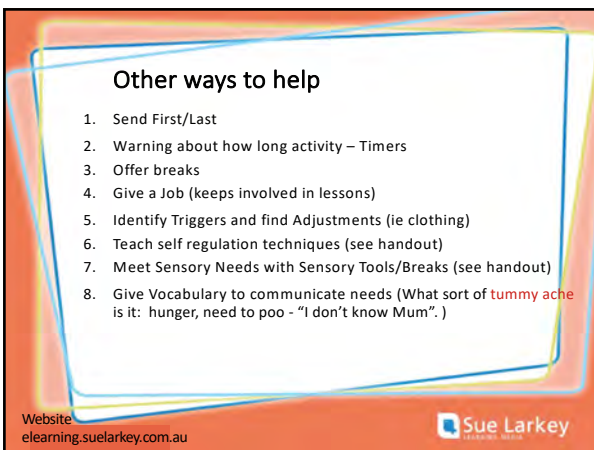 Other ways to help
1. Send First/Last
2. Warning about how long activity – Timers
3. Offer breaks
4. Give a Job (keeps involved in lessons)
5. Identify Triggers and find Adjustments (ie clothing)
6. Teach self regulation techniques (see handout)
7. Meet Sensory Needs with Sensory Tools/Breaks (see handout)
8. Give Vocabulary to communicate needs (What sort of tummy ache
is it: hunger, need to poo - "I don't know Mum". )
Website
elearning.suelarkey.com.au
Sue Larkey
LEARNING MEDIA